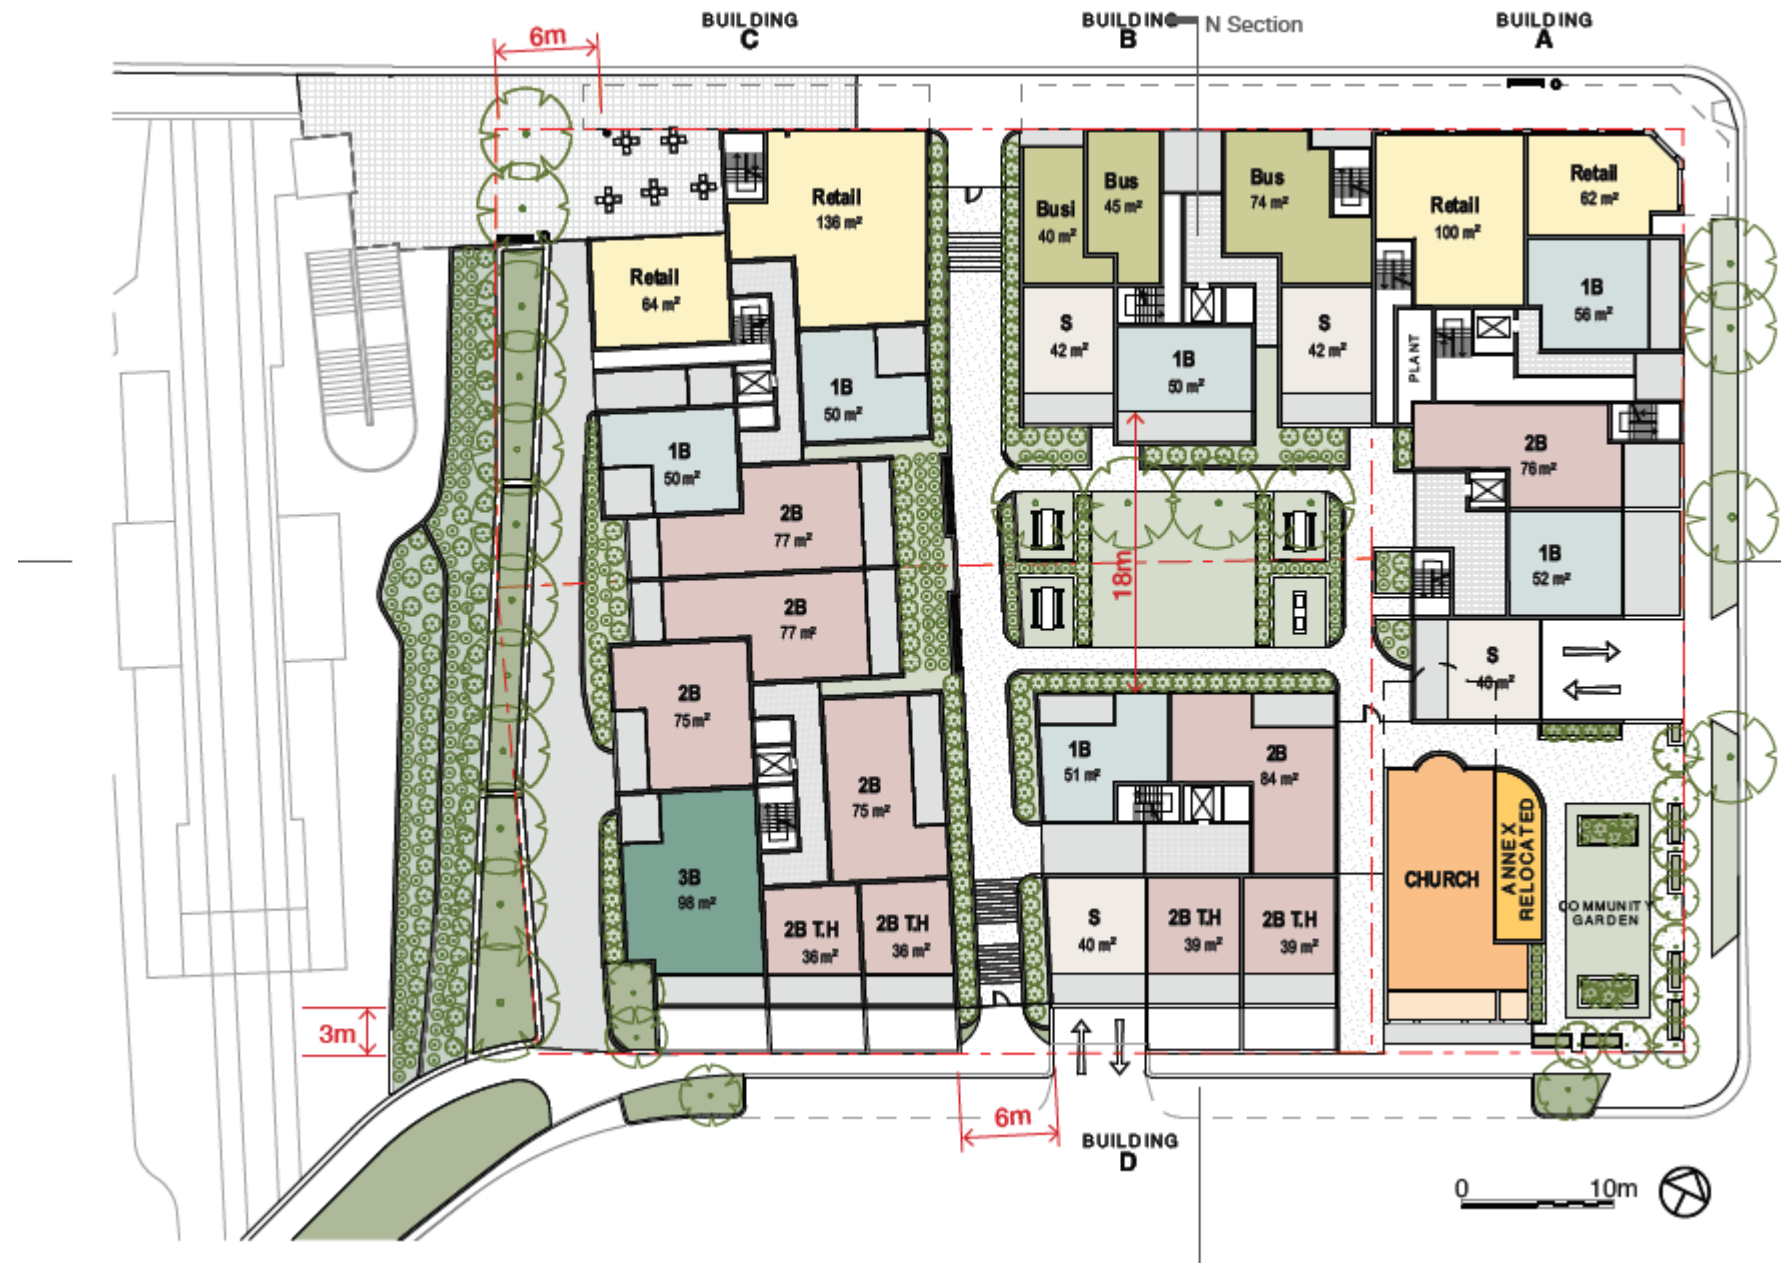 BUILDING
C
BUILDING
B
N Section
BUILDING
A
6m
Retail
136 m²
Retail
64 m²
1B
50 m²
1B
50 m²
2B
77 m²
2B
77 m²
2B
75 m²
2B
75 m²
3B
98 m²
2B T.H
36 m²
2B T.H
36 m²
3m
6m
Busi
40 m²
Bus
45 m²
Bus
74 m²
S
42 m²
1B
50 m²
S
42 m²
18m
1B
51 m²
2B
84 m²
S
40 m²
2B T.H
39 m²
2B T.H
39 m²
Retail
100 m²
Retail
62 m²
1B
56 m²
PLANT
2B
76 m²
1B
52 m²
S
CHURCH
ANNEX
RELOCATED
COMMUNITY
GARDEN
BUILDING
D
0 10m